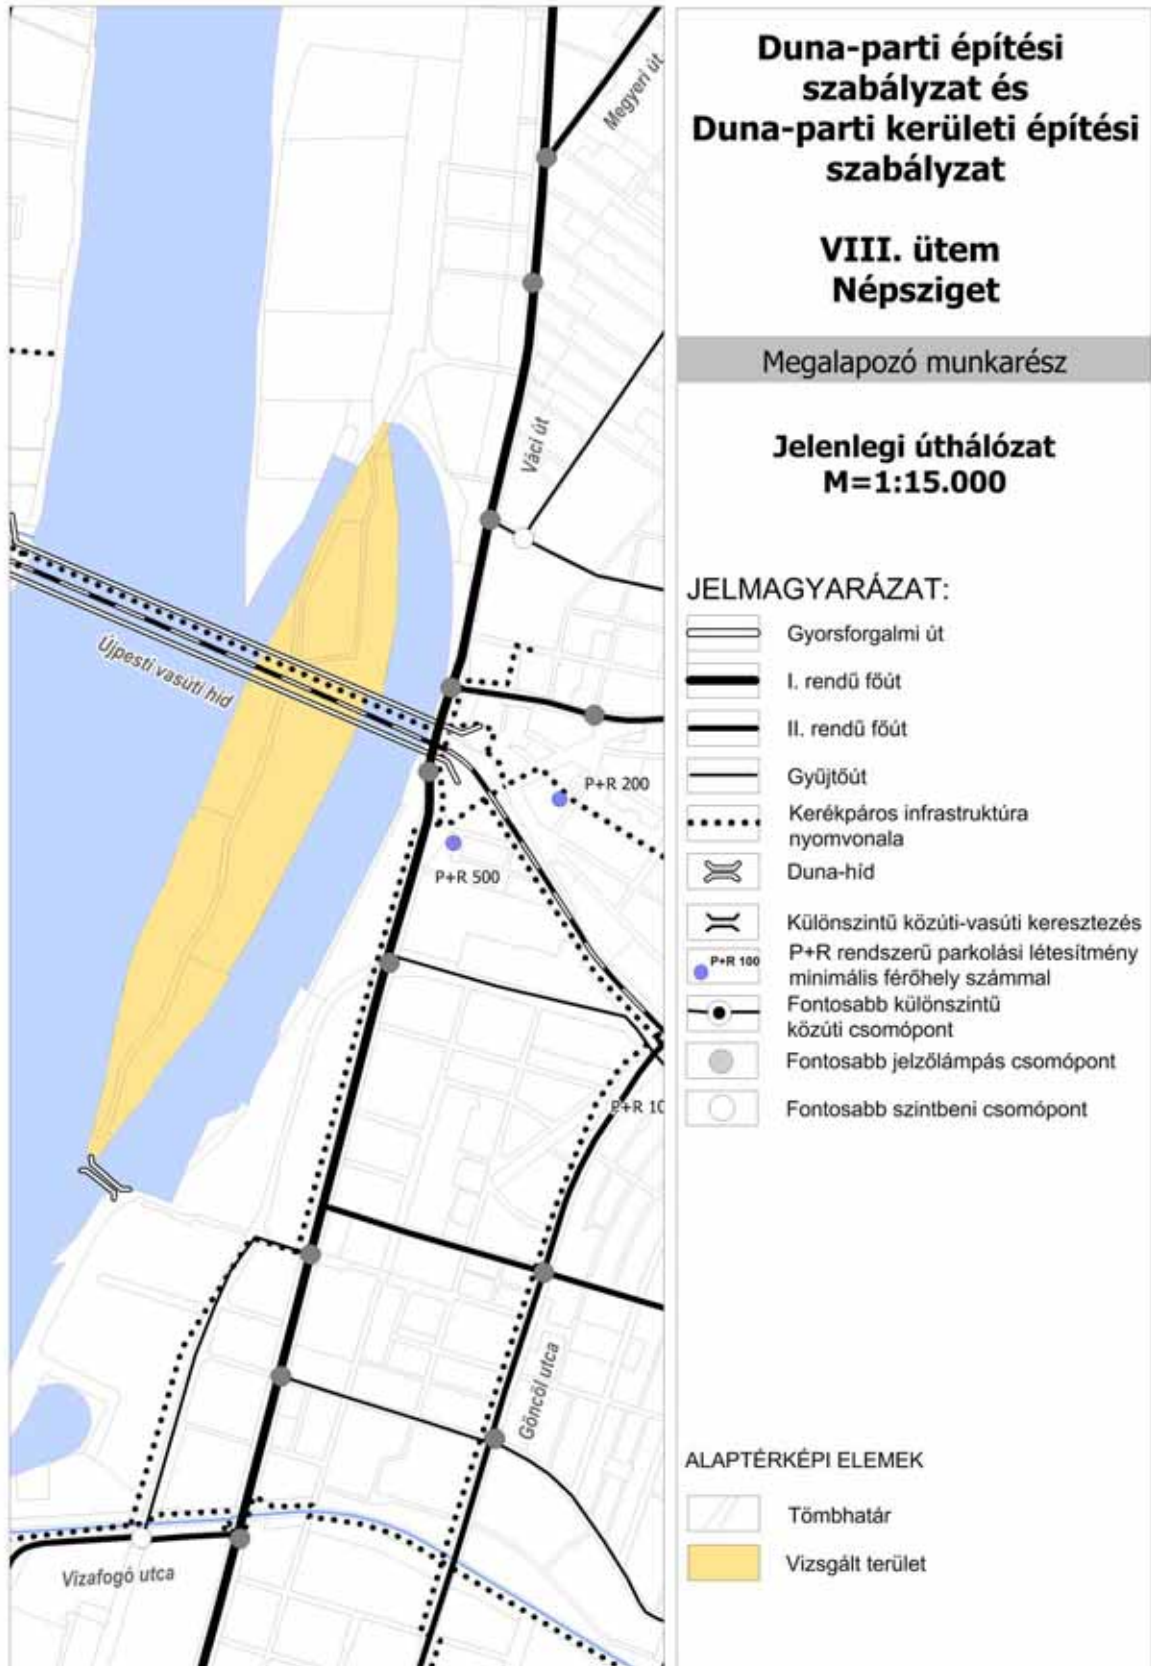 Duna-parti építési
szabályzat és
Duna-parti kerületi építési
szabályzat
VIII. ütem
Népsziget
Megalapozó munkarész
Jelenlegi úthálózat
M=1:15.000
JELMAGYARÁZAT:
Gyorsforgalmi út
I. rendű főút
II. rendű főút
Gyűjtőút
Kerékpáros infrastruktúra
nyomvonala
Duna-híd
Különszintű közúti-vasúti keresztezés
P+R 100
P+R rendszerű parkolási létesítmény
minimális férőhely számmal
Fontosabb különszintű
közúti csomópont
Fontosabb jelzőlámpás csomópont
Fontosabb szintbeni csomópont
ALAPTÉRKÉPI ELEMEK
Tömbhatár
Vizsgált terület
Megyeri út
Váci út
Újpesti vasúti híd
P+R 200
P+R 500
P+R 10
Göncöl utca
Vizafogó utca